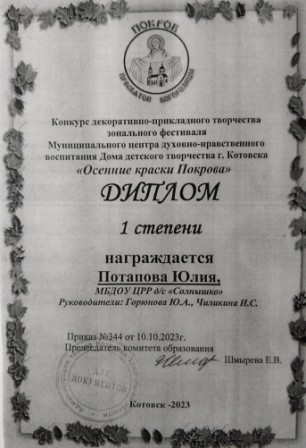 ПОКРОВ
ПРЕСВЯТОЙ БОГОРОДИЦЫ
Конкурс декоративно-прикладного творчества
зонального фестиваля
Муниципального центра духовно-нравственного
воспитания Дома детского творчества г. Котовска
«Осенние краски Покрова»
ДИПЛОМ
1 степени
награждается
Потапова Юлия,
МБДОУ ЦРР д/с «Солнышко»
Руководители: Горюнова Ю.А., Чиликина И.С.
Приказ №344 от 10.10.2023г.
Председатель комитета образования
Шмырева Е.В.
ДЛЯ
ДОКУМЕНТОВ
Котовск -2023